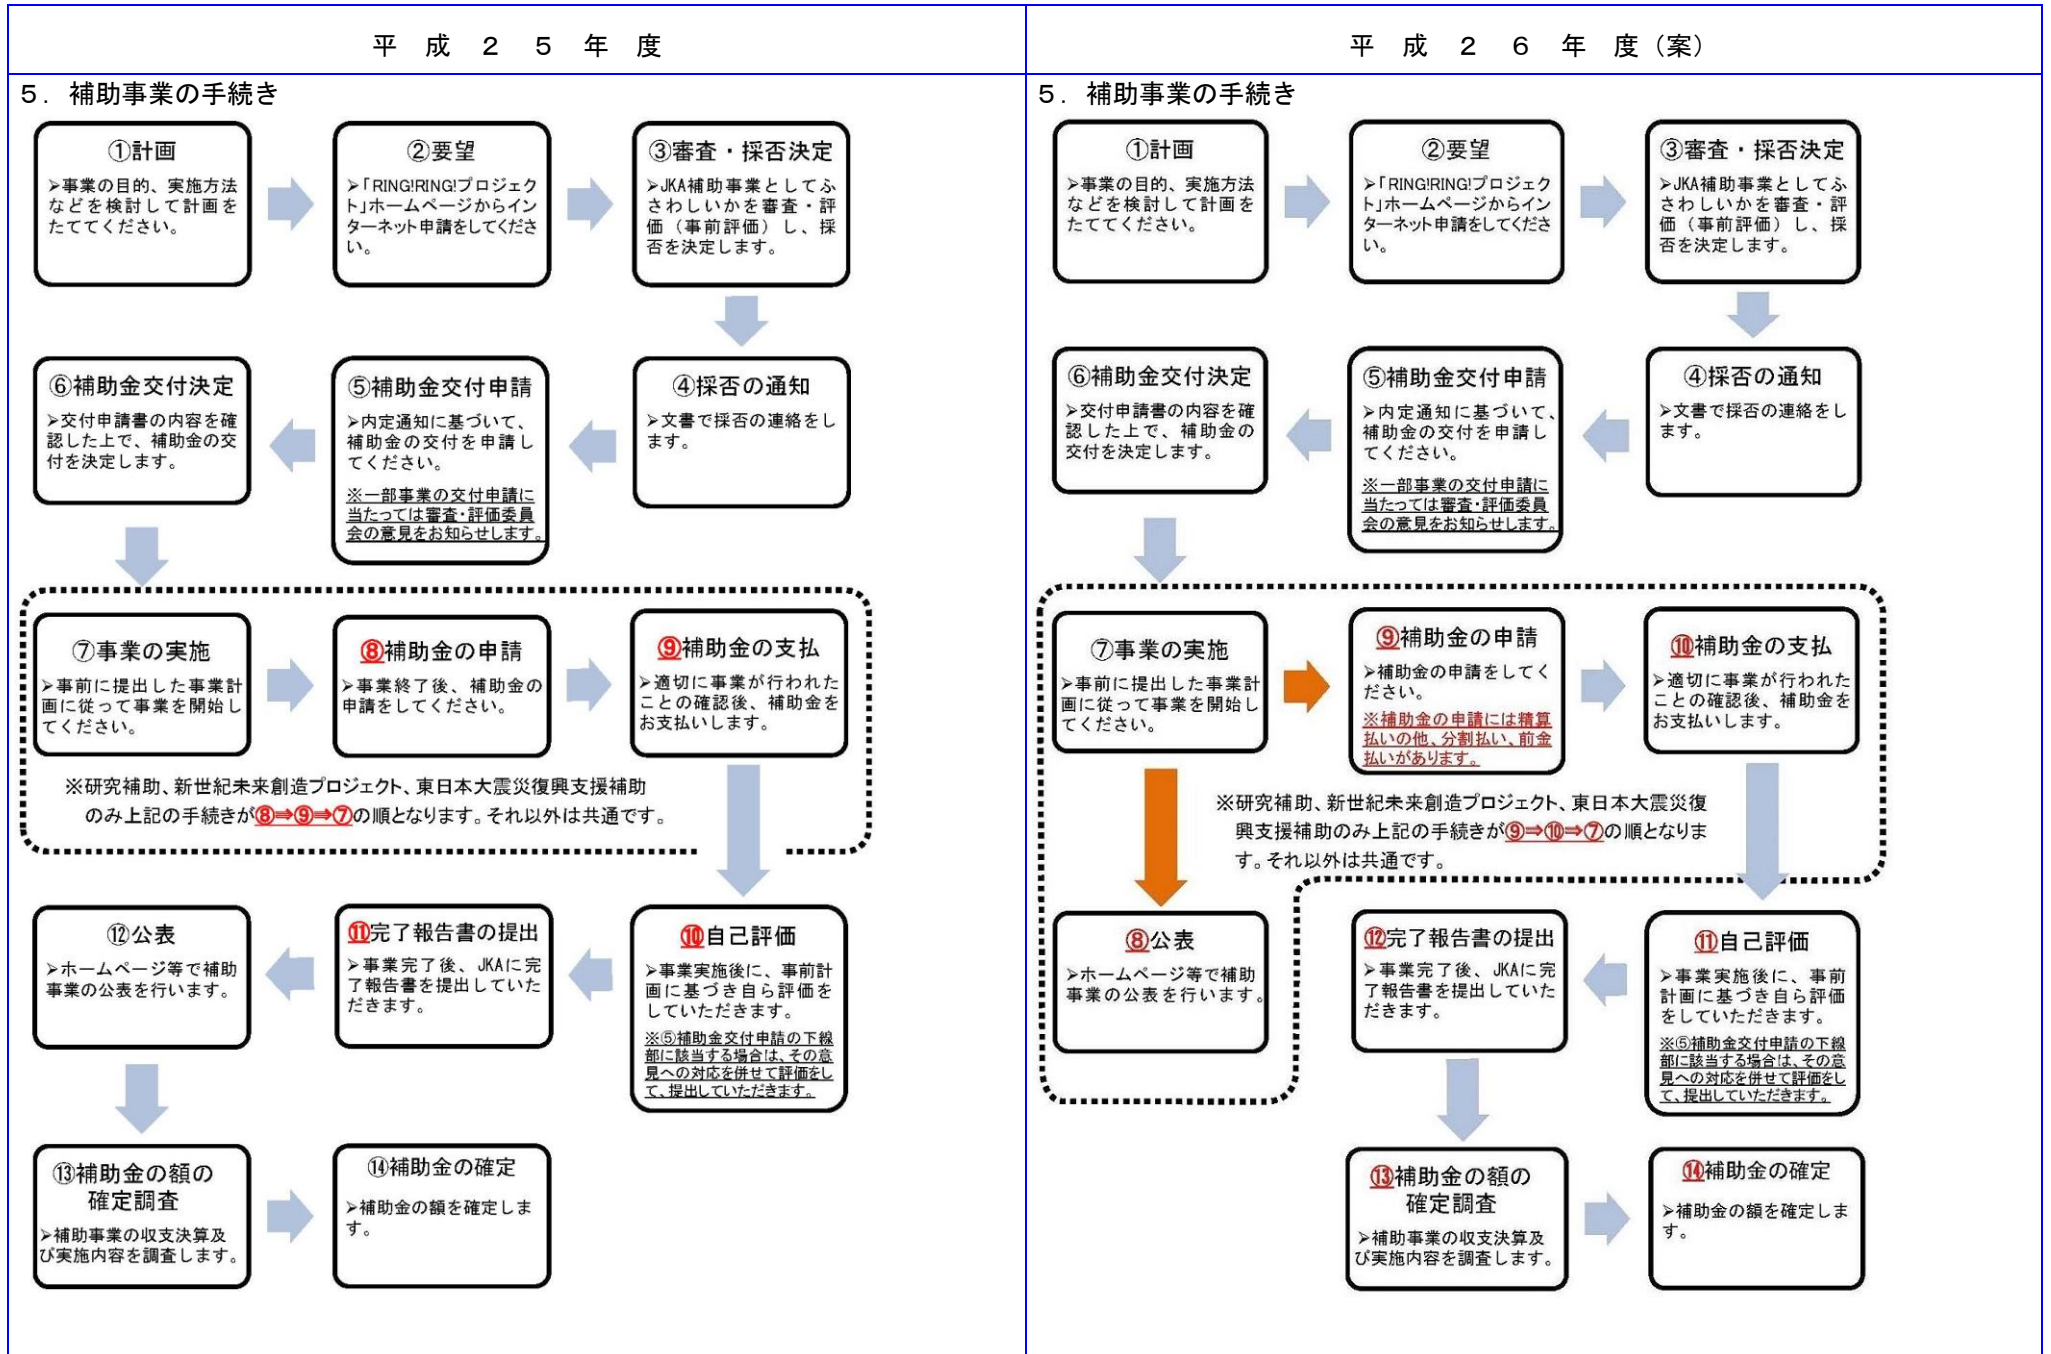 平成２５年度
５．補助事業の手続き
①計画
➢事業の目的、実施方法
などを検討して計画を
たててください。
②要望
➢「RING!RING!プロジェク
ト」ホームページからイン
ターネット申請をしてくださ
い。
③審査・採否決定
➢JKA補助事業としてふ
さわしいかを審査・評
価（事前評価）し、採
否を決定します。
④採否の通知
➢文書で採否の連絡をし
ます。
⑤補助金交付申請
➢内定通知に基づいて、
補助金の交付を申請し
てください。
※一部事業の交付申請に
当たっては審査・評価委員
会の意見をお知らせします。
⑥補助金交付決定
➢交付申請書の内容を確
認した上で、補助金の交
付を決定します。
⑦事業の実施
➢事前に提出した事業計
画に従って事業を開始し
てください。
⑧補助金の申請
➢事業終了後、補助金の
申請をしてください。
⑨補助金の支払
➢適切に事業が行われた
ことの確認後、補助金を
お支払いします。
※研究補助、新世紀未来創造プロジェクト、東日本大震災復興支援補助
のみ上記の手続きが⑧⇒⑨⇒⑦の順となります。それ以外は共通です。
⑩自己評価
➢事業実施後に、事前計
画に基づき自ら評価を
していただきます。
※⑤補助金交付申請の下線
部に該当する場合は、その意
見への対応を併せて評価をし
て、提出していただきます。
⑪完了報告書の提出
➢事業完了後、JKAに完
了報告書を提出していた
だきます。
⑫公表
➢ホームページ等で補助
事業の公表を行います。
⑬補助金の額の
確定調査
➢補助事業の収支決算及
び実施内容を調査します。
⑭補助金の確定
➢補助金の額を確定しま
す。
平成２６年度（案）
５．補助事業の手続き
①計画
➢事業の目的、実施方法
などを検討して計画を
たててください。
②要望
➢「RING!RING!プロジェク
ト」ホームページからイン
ターネット申請をしてくださ
い。
③審査・採否決定
➢JKA補助事業としてふ
さわしいかを審査・評
価（事前評価）し、採
否を決定します。
④採否の通知
➢文書で採否の連絡をし
ます。
⑤補助金交付申請
➢内定通知に基づいて、
補助金の交付を申請し
てください。
※一部事業の交付申請に
当たっては審査・評価委員
会の意見をお知らせします。
⑥補助金交付決定
➢交付申請書の内容を確
認した上で、補助金の
交付を決定します。
⑦事業の実施
➢事前に提出した事業計
画に従って事業を開始し
てください。
⑨補助金の申請
➢補助金の申請をしてく
ださい。
※補助金の申請には精算
払いの他、分割払い、前金
払いがあります。
⑩補助金の支払
➢適切に事業が行われた
ことの確認後、補助金を
お支払いします。
※研究補助、新世紀未来創造プロジェクト、東日本大震災復
興支援補助のみ上記の手続きが⑨⇒⑩⇒⑦の順となりま
す。それ以外は共通です。
⑧公表
➢ホームページ等で補助
事業の公表を行います。
⑪自己評価
➢事業実施後に、事前
計画に基づき自ら評価
をしていただきます。
※⑤補助金交付申請の下線
部に該当する場合は、その意
見への対応を併せて評価をし
て、提出していただきます。
⑫完了報告書の提出
➢事業完了後、JKAに完
了報告書を提出していた
だきます。
⑬補助金の額の
確定調査
➢補助事業の収支決算及
び実施内容を調査します。
⑭補助金の確定
➢補助金の額を確定しま
す。